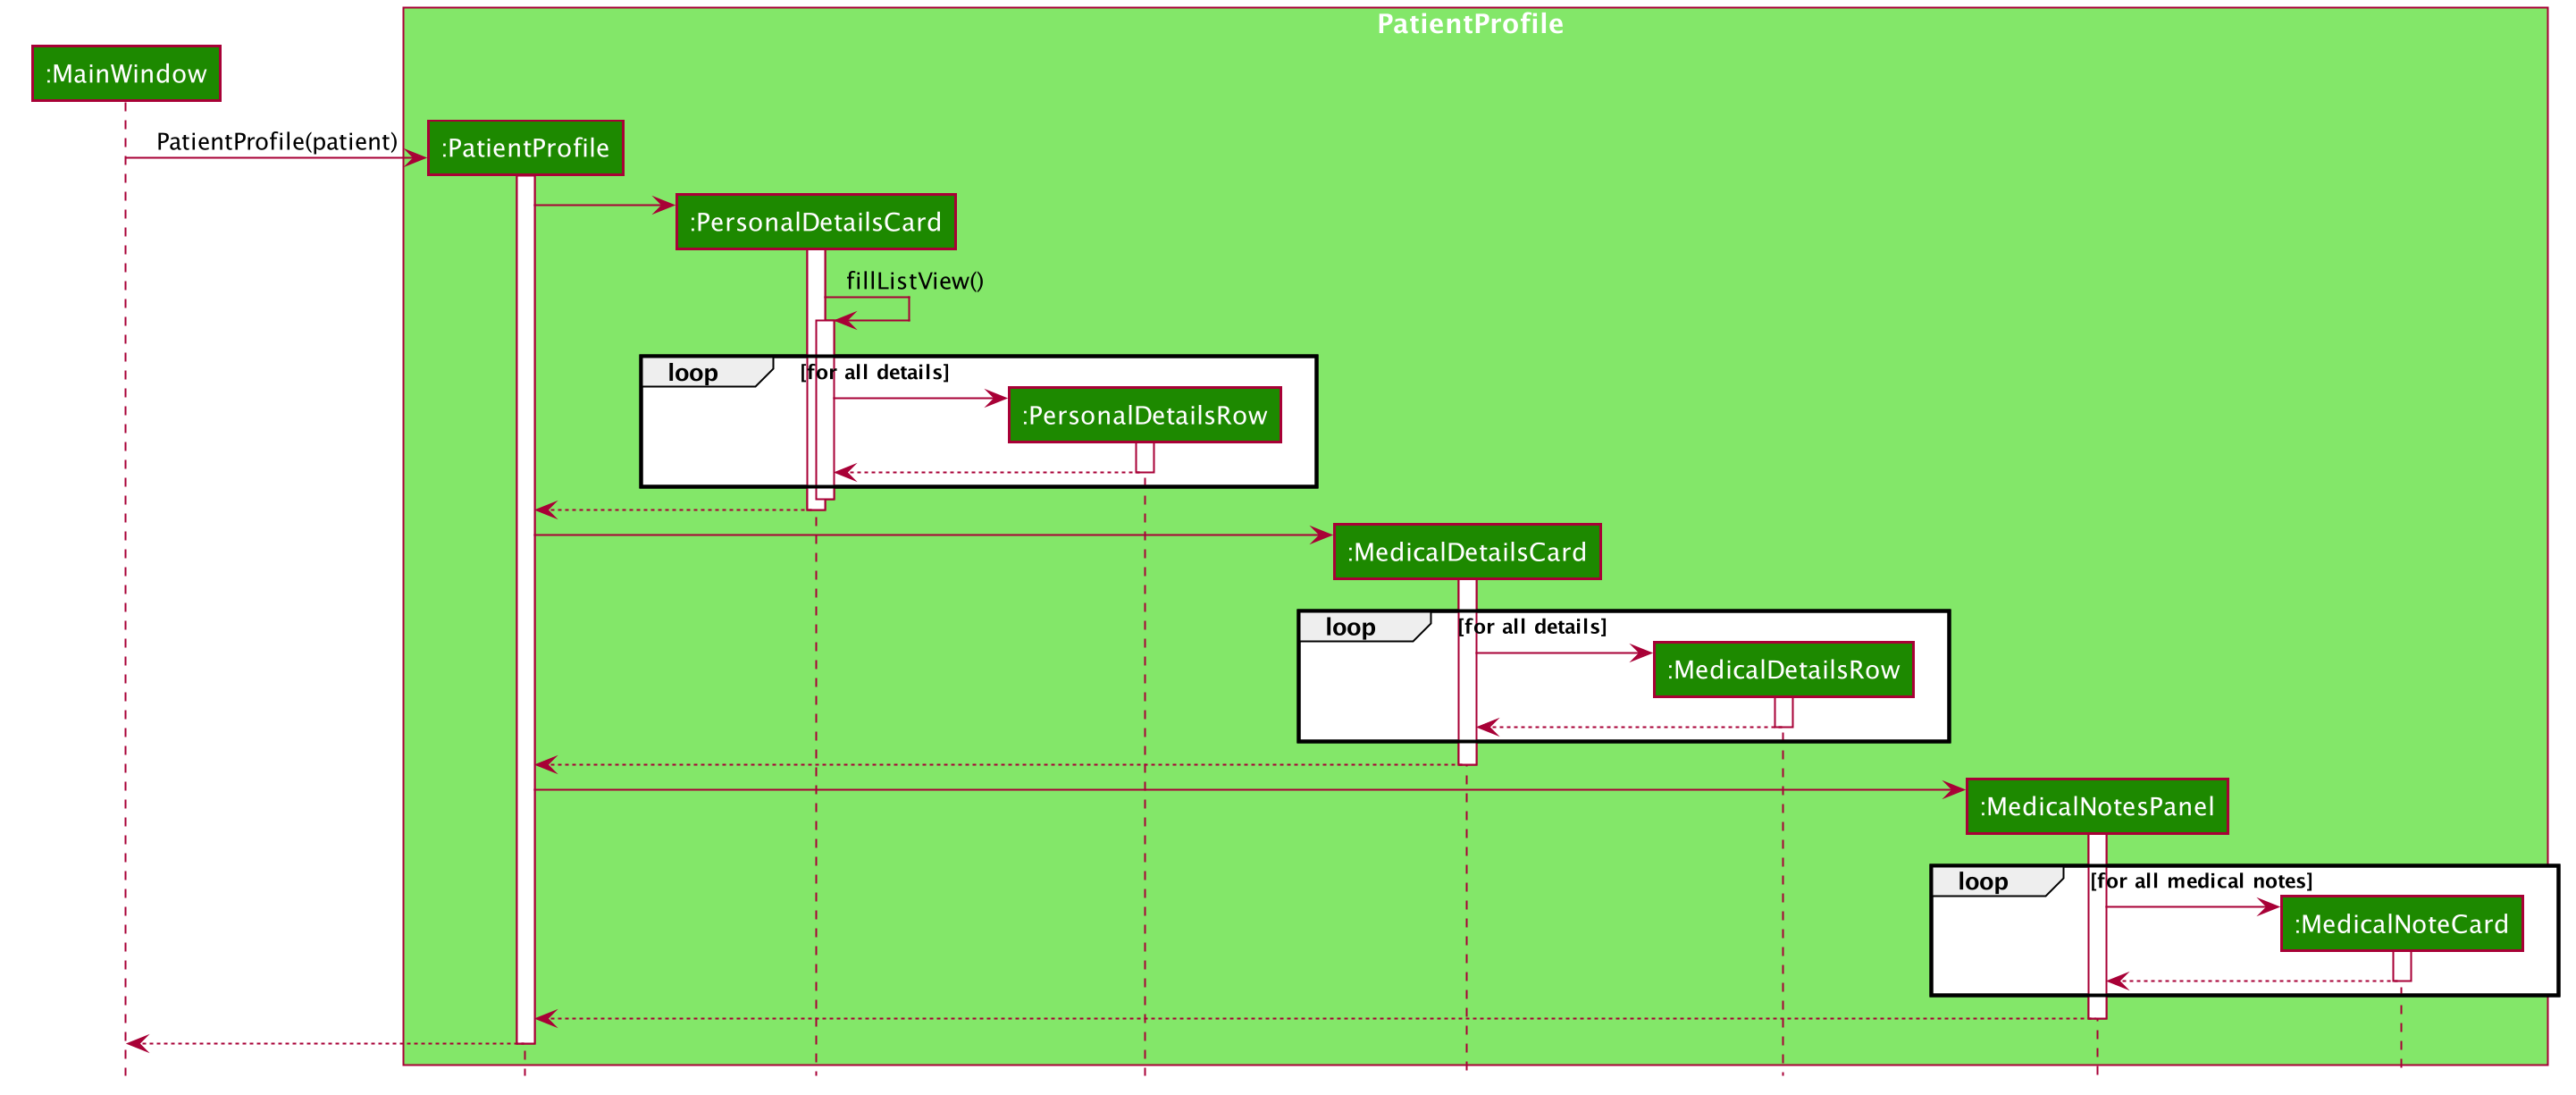 PatientProfile
:MainWindow
PatientProfile(patient)
:PatientProfile
:PersonalDetailsCard
fillListView()
loop
[for all details]
:PersonalDetailsRow
:MedicalDetailsCard
loop
[for all details]
:MedicalDetailsRow
:MedicalNotesPanel
loop
[for all medical notes]
:MedicalNoteCard